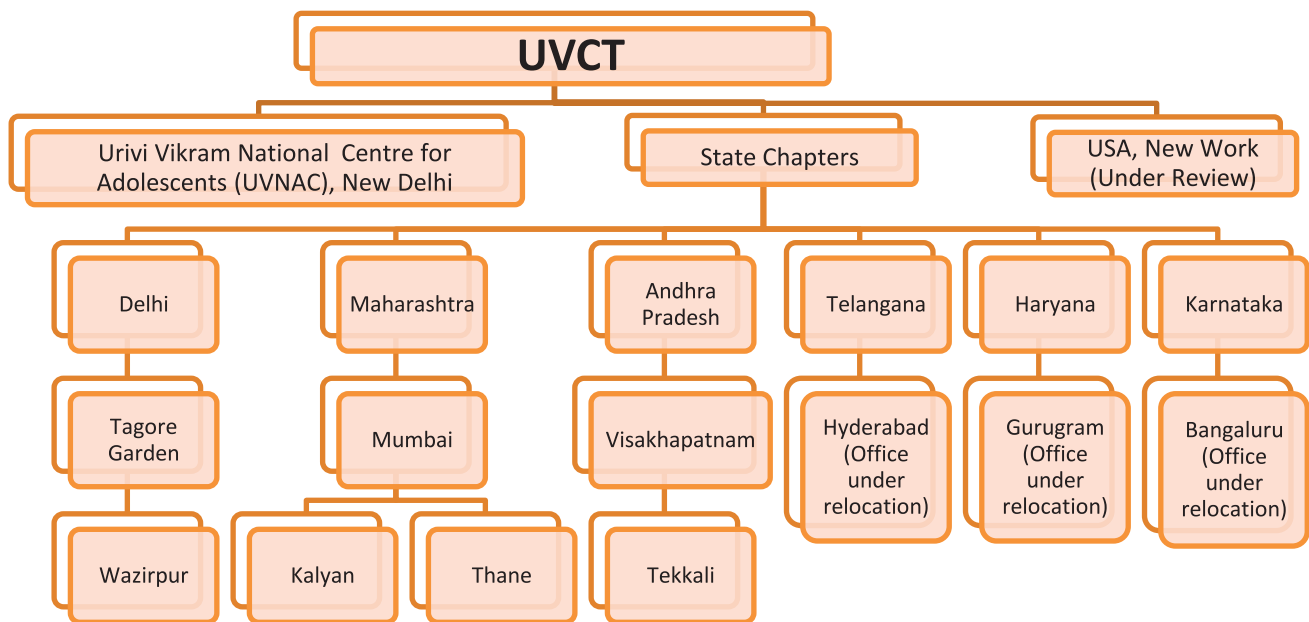 UVCT
Urivi Vikram National Centre for
Adolescents (UVNAC), New Delhi
State Chapters
USA, New Work
(Under Review)
Delhi
Maharashtra
Andhra
Pradesh
Telangana
Haryana
Karnataka
Tagore
Garden
Mumbai
Visakhapatnam
Hyderabad
(Office
under
relocation)
Gurugram
(Office
under
relocation)
Bangaluru
(Office
under
relocation)
Wazirpur
Kalyan
Thane
Tekkali